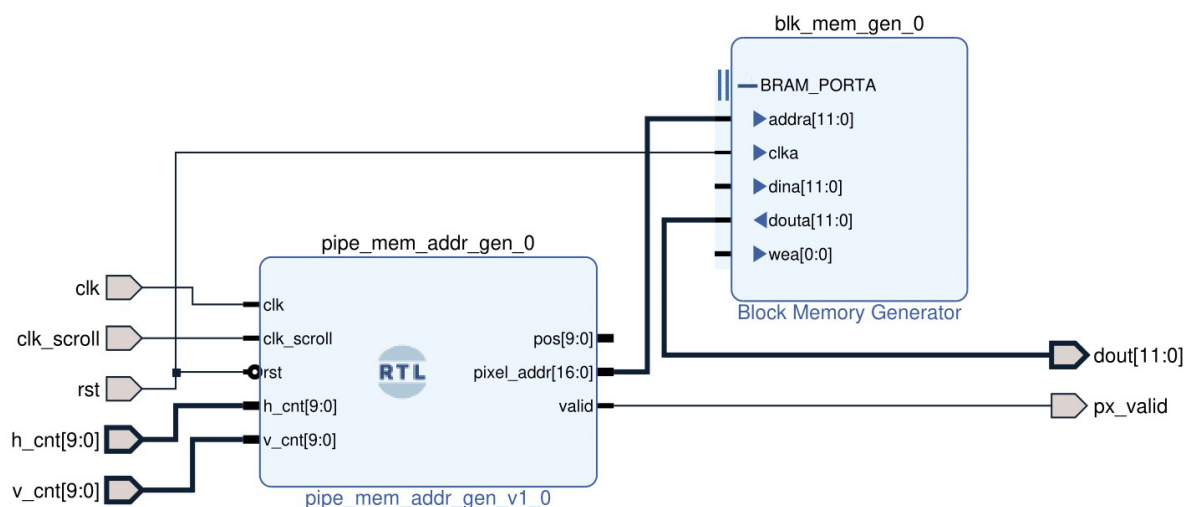 blk_mem_gen_0
BRAM_PORTA
addra[11:0]
clka
dina[11:0]
douta[11:0]
wea[0:0]
Block Memory Generator
pipe_mem_addr_gen_0
clk
clk_scroll
rst
h_cnt[9:0]
v_cnt[9:0]
clk
clk_scroll
rst
h_cnt[9:0]
v_cnt[9:0]
RTL
pos[9:0]
pixel_addr[16:0]
valid
pipe_mem_addr_gen_v1_0
dout[11:0]
px_valid